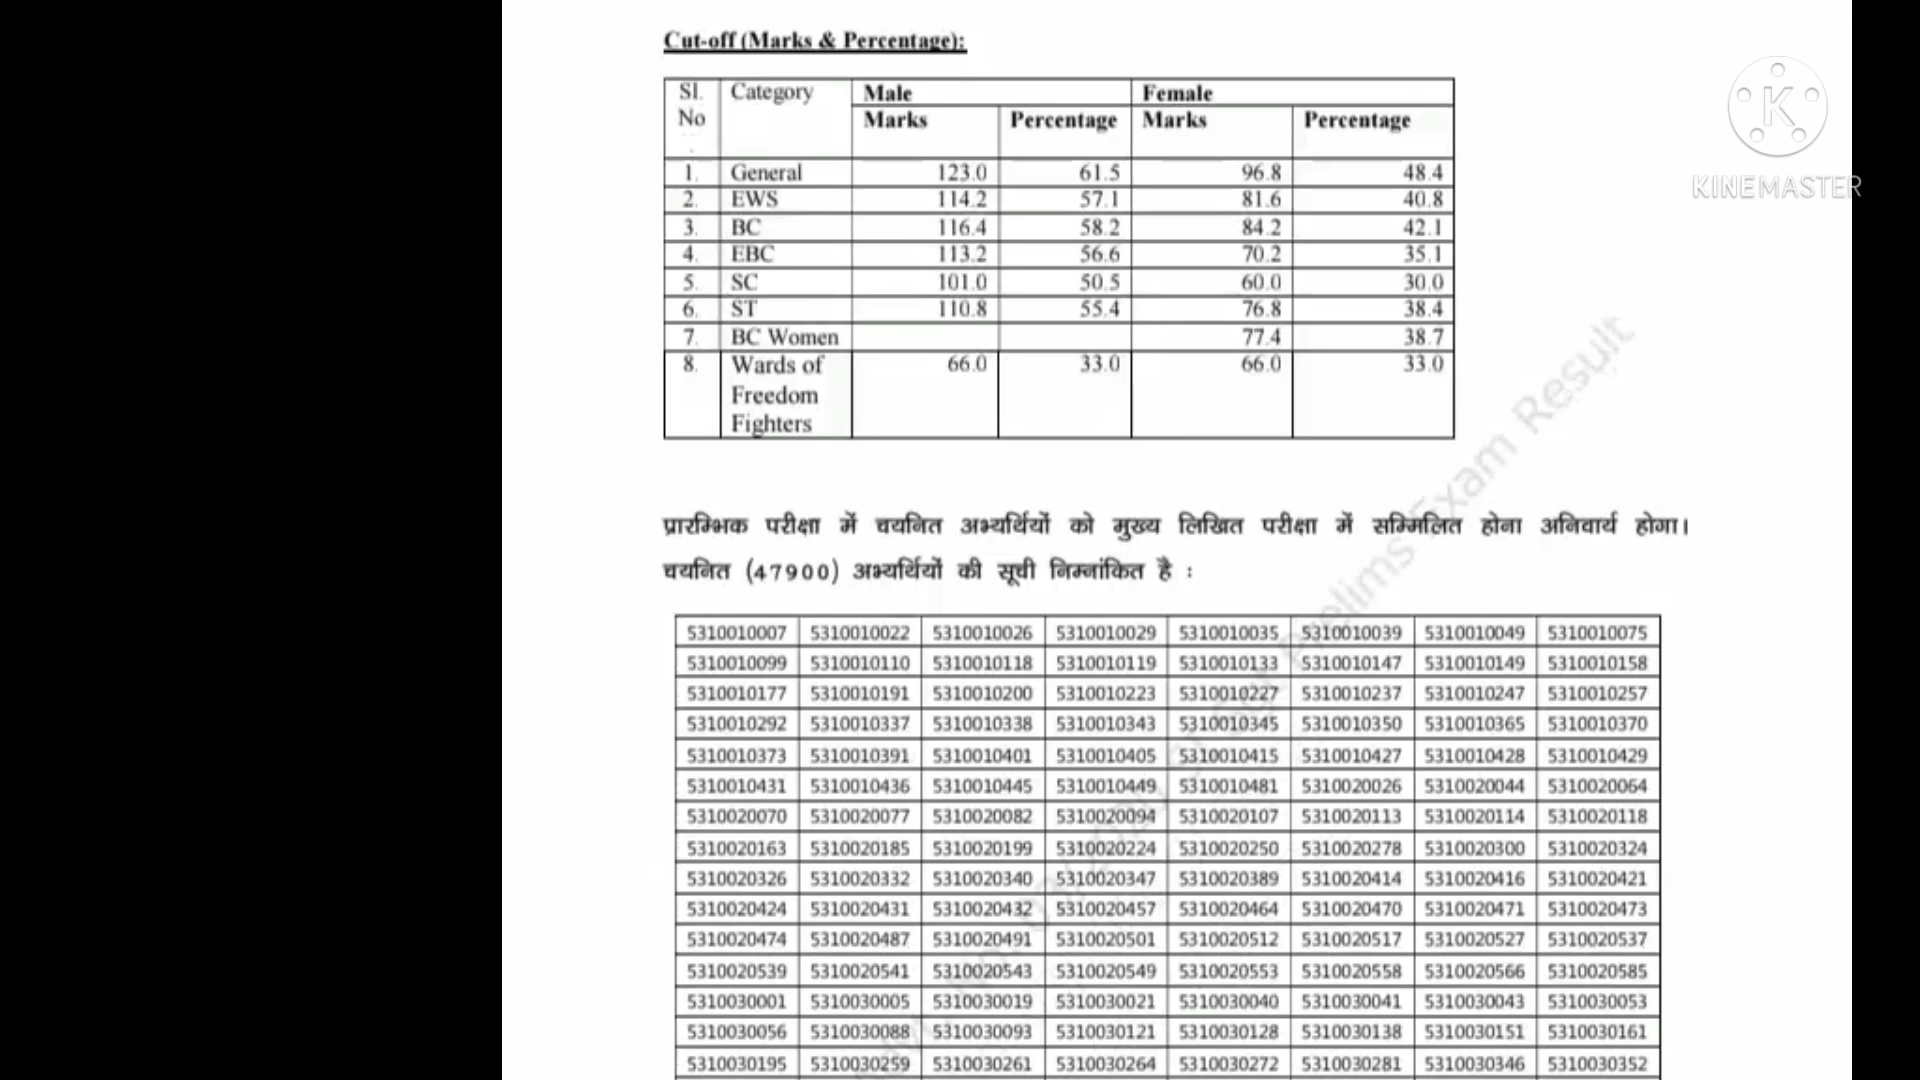 Cut-off (Marks & Percentage):
Sl. No . Category Male Female
Marks Percentage Marks Percentage
1. General 123.0 61.5 96.8 48.4
2. EWS 114.2 57.1 81.6 40.8
3. BC 116.4 58.2 84.2 42.1
4. EBC 113.2 56.6 70.2 35.1
5. SC 101.0 50.5 60.0 30.0
6. ST 110.8 55.4 76.8 38.4
7. BC Women 77.4 38.7
8. Wards of Freedom Fighters 66.0 33.0 66.0 33.0
KINEMASTER
प्रारम्भिक परीक्षा में चयनित अभ्यर्थियों को मुख्य लिखित परीक्षा में सम्मिलित होना अनिवार्य होगा।
चयनित (47900) अभ्यर्थियों की सूची निम्नांकित है :
5310010007 5310010022 5310010026 5310010029 5310010035 5310010039 5310010049 5310010075
5310010099 5310010110 5310010118 5310010119 5310010133 5310010147 5310010149 5310010158
5310010177 5310010191 5310010200 5310010223 5310010227 5310010237 5310010247 5310010257
5310010292 5310010337 5310010338 5310010343 5310010345 5310010350 5310010365 5310010370
5310010373 5310010391 5310010401 5310010405 5310010415 5310010427 5310010428 5310010429
5310010431 5310010436 5310010445 5310010449 5310010481 5310020026 5310020044 5310020064
5310020070 5310020077 5310020082 5310020094 5310020107 5310020113 5310020114 5310020118
5310020163 5310020185 5310020199 5310020224 5310020250 5310020278 5310020300 5310020324
5310020326 5310020332 5310020340 5310020347 5310020389 5310020414 5310020416 5310020421
5310020424 5310020431 5310020432 5310020457 5310020464 5310020470 5310020471 5310020473
5310020474 5310020487 5310020491 5310020501 5310020512 5310020517 5310020527 5310020537
5310020539 5310020541 5310020543 5310020549 5310020553 5310020558 5310020566 5310020585
5310030001 5310030005 5310030019 5310030021 5310030040 5310030041 5310030043 5310030053
5310030056 5310030088 5310030093 5310030121 5310030128 5310030138 5310030151 5310030161
5310030195 5310030259 5310030261 5310030264 5310030272 5310030281 5310030346 5310030352
Prelims Exam Result